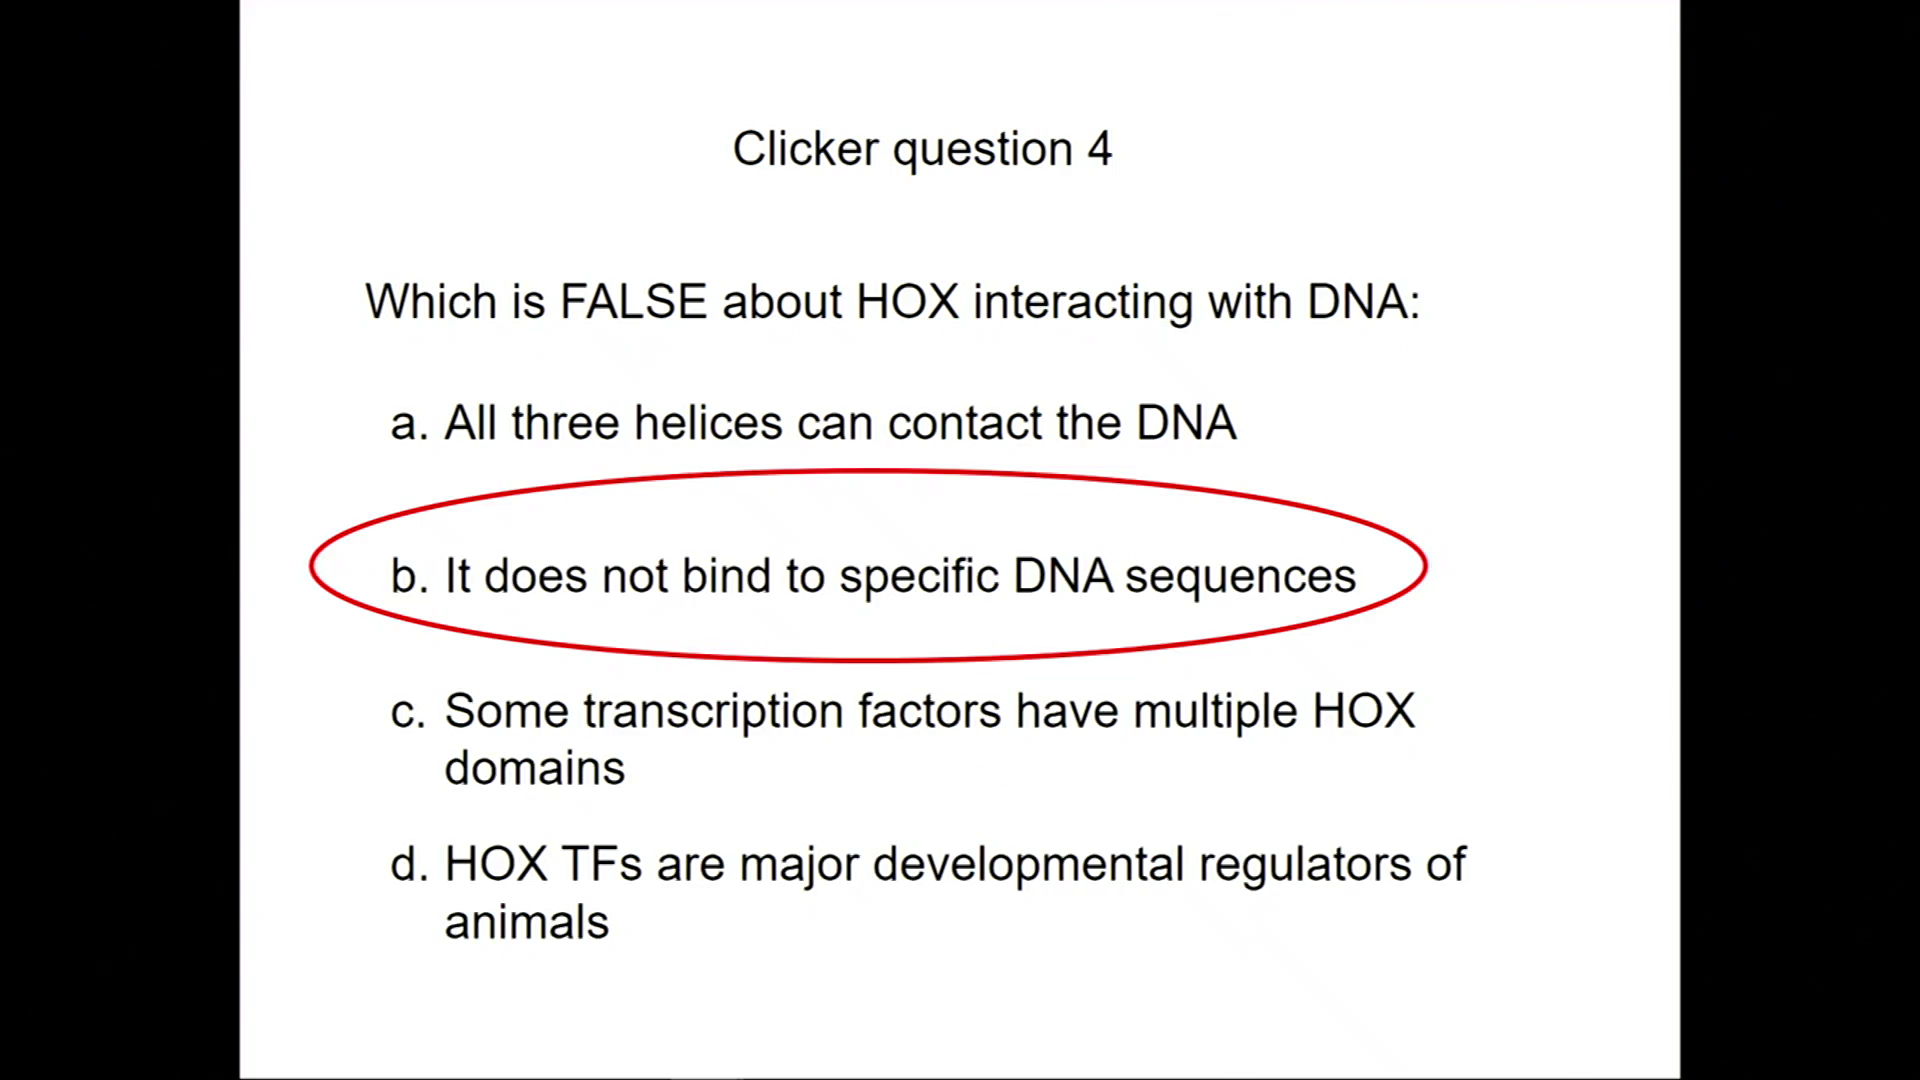 Clicker question 4
Which is FALSE about HOX interacting with DNA:
a. All three helices can contact the DNA
b. It does not bind to specific DNA sequences
c. Some transcription factors have multiple HOX
domains
d. HOX TFs are major developmental regulators of
animals